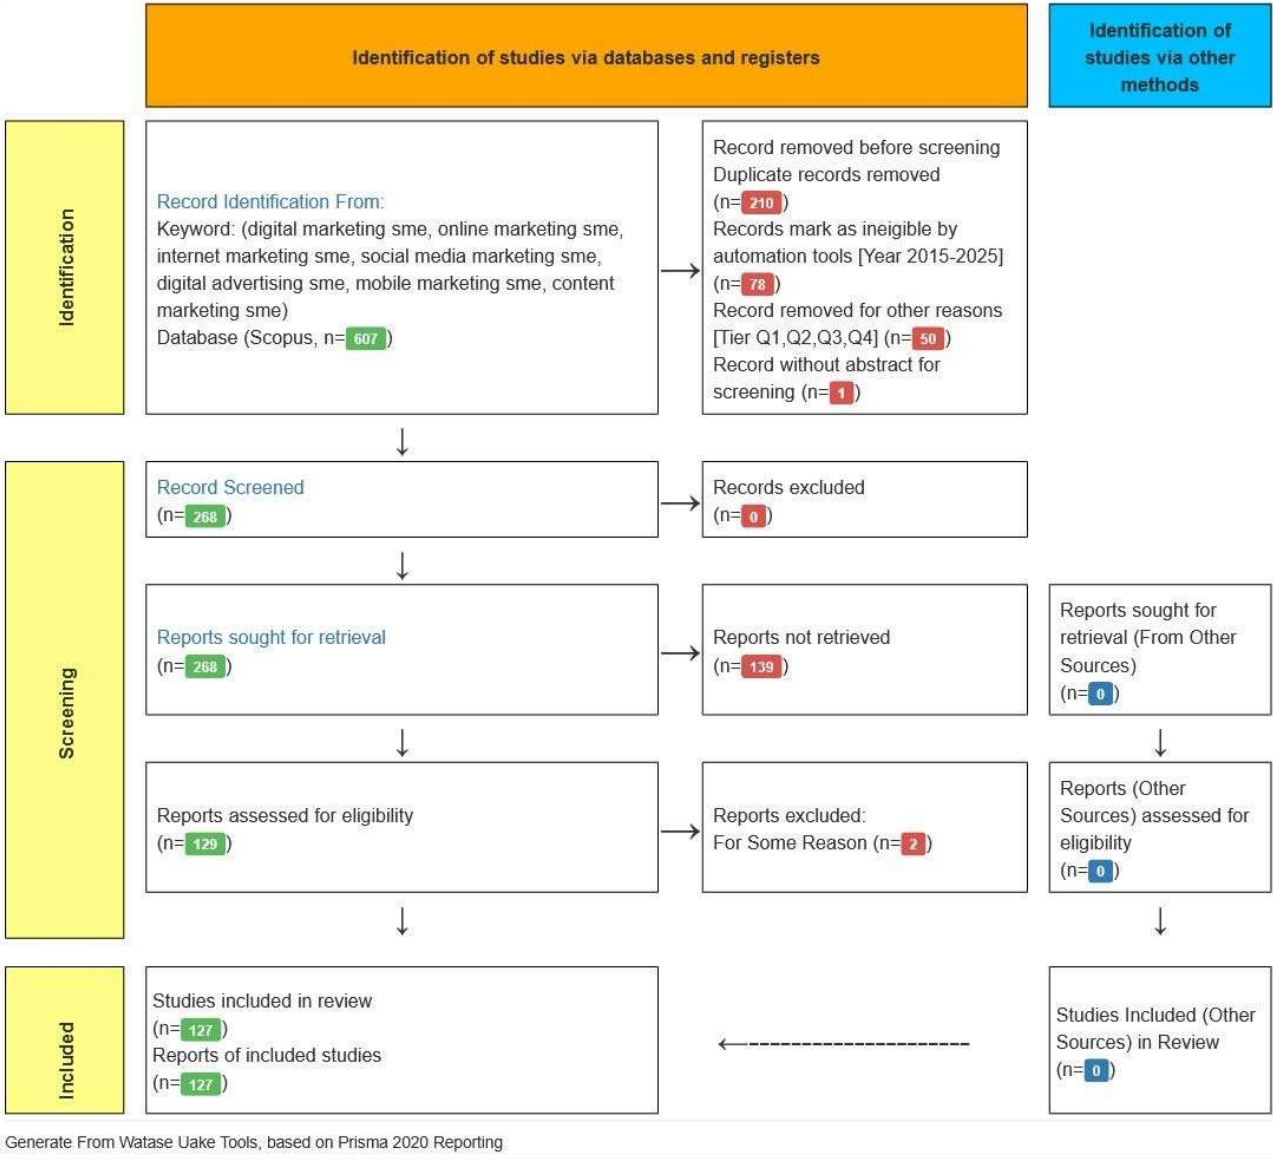 Identification of studies via databases and registers
Identification of
studies via other
methods
Identification
Record Identification From:
Keyword: (digital marketing sme, online marketing sme,
internet marketing sme, social media marketing sme,
digital advertising sme, mobile marketing sme, content
marketing sme)
Database (Scopus, n= 607 )
Record removed before screening
Duplicate records removed
(n= 210 )
Records mark as ineigible by
automation tools [Year 2015-2025]
(n= 78 )
Record removed for other reasons
[Tier Q1,Q2,Q3,Q4] (n= 50 )
Record without abstract for
screening (n= 1 )
Screening
Record Screened
(n= 268 )
Records excluded
(n= 0 )
Reports sought for retrieval
(n= 268 )
Reports not retrieved
(n= 139 )
Reports sought for
retrieval (From Other
Sources)
(n= 0 )
Reports assessed for eligibility
(n= 129 )
Reports excluded:
For Some Reason (n= 2 )
Reports (Other
Sources) assessed for
eligibility
(n= 0 )
Included
Studies included in review
(n= 127 )
Reports of included studies
(n= 127 )
Studies Included (Other
Sources) in Review
(n= 0 )
Generate From Watase Uake Tools, based on Prisma 2020 Reporting